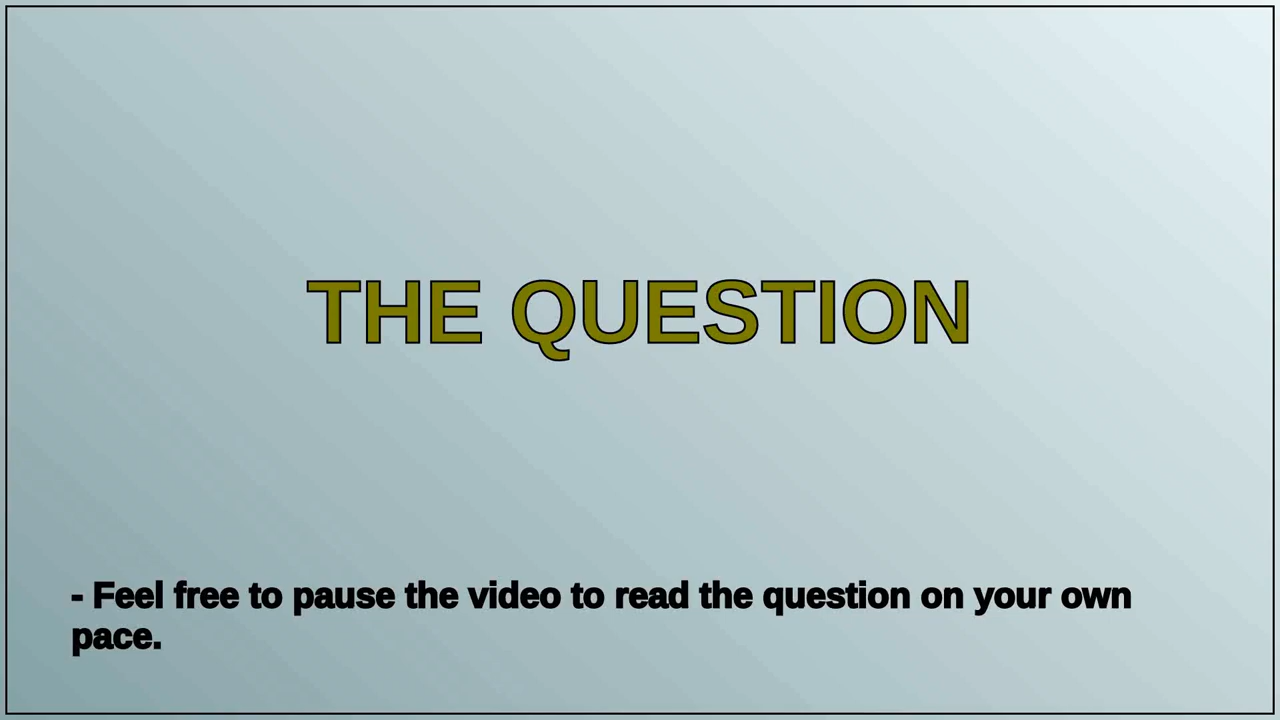 THE QUESTION
- Feel free to pause the video to read the question on your own
pace.